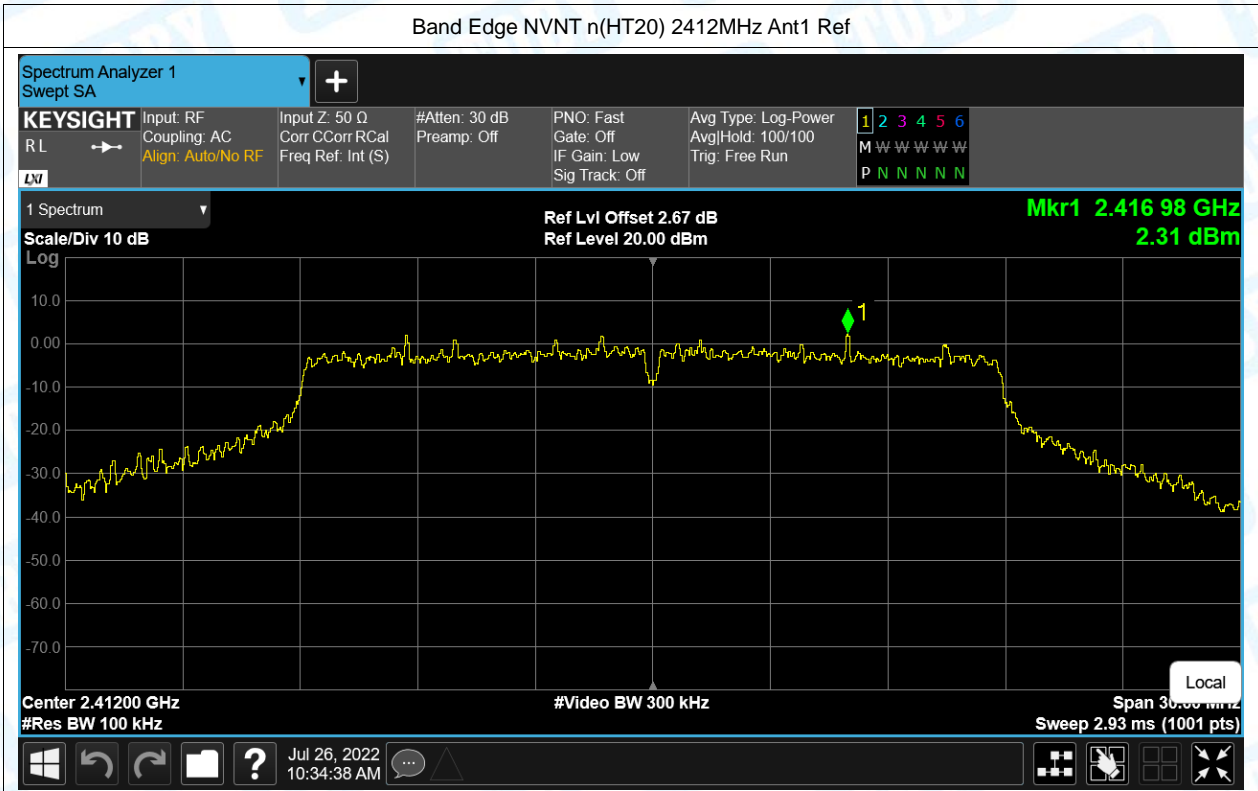 Band Edge NVNT n(HT20) 2412MHz Ant1 Ref
Spectrum Analyzer 1
Swept SA
+
KEYSIGHT
R L
LXI
Input: RF
Coupling: AC
Align: Auto/No RF
Input Z: 50 Ω
Corr CCorr RCal
Freq Ref: Int (S)
#Atten: 30 dB
Preamp: Off
PNO: Fast
Gate: Off
IF Gain: Low
Sig Track: Off
Avg Type: Log-Power
Avg|Hold: 100/100
Trig: Free Run
1 2 3 4 5 6
M W W W W W
P N N N N N
1 Spectrum
Scale/Div 10 dB
Log
Ref Lvl Offset 2.67 dB
Ref Level 20.00 dBm
Mkr1 2.416 98 GHz
2.31 dBm
1
10.0
0.00
-10.0
-20.0
-30.0
-40.0
-50.0
-60.0
-70.0
Local
Center 2.41200 GHz
#Res BW 100 kHz
#Video BW 300 kHz
Span 30.00 MHz
Sweep 2.93 ms (1001 pts)
?
Jul 26, 2022
10:34:38 AM